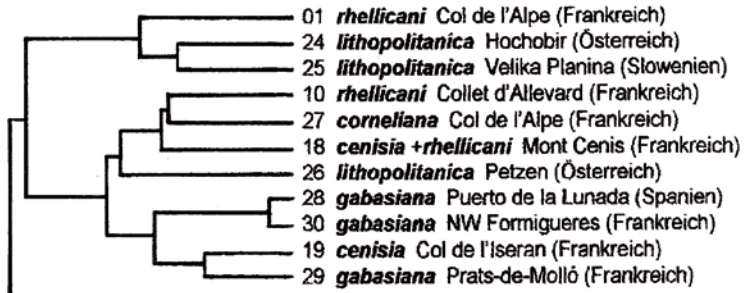 01 rhellicani Col de l'Alpe (Frankreich)
24 lithopolitanica Hochobir (Österreich)
25 lithopolitanica Velika Planina (Slowenien)
10 rhellicani Collet d'Allevard (Frankreich)
27 corneliana Col de l'Alpe (Frankreich)
18 cenisia +rhellicani Mont Cenis (Frankreich)
26 lithopolitanica Petzen (Österreich)
28 gabasiana Puerto de la Lunada (Spanien)
30 gabasiana NW Formigueres (Frankreich)
19 cenisia Col de l'Iseran (Frankreich)
29 gabasiana Prats-de-Molló (Frankreich)